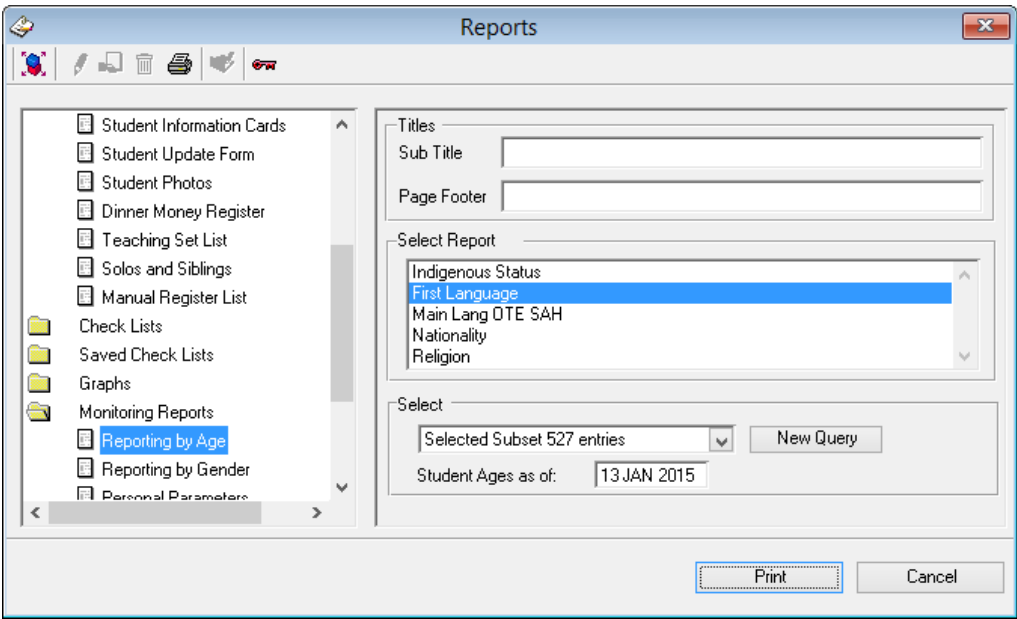 Reports
Student Information Cards
Student Update Form
Student Photos
Dinner Money Register
Teaching Set List
Solos and Siblings
Manual Register List
Check Lists
Saved Check Lists
Graphs
Monitoring Reports
Reporting by Age
Reporting by Gender
Personal Parameters
Titles
Sub Title
Page Footer
Select Report
Indigenous Status
First Language
Main Lang OTE SAH
Nationality
Religion
Select
Selected Subset 527 entries
New Query
Student Ages as of:
13 JAN 2015
Print
Cancel